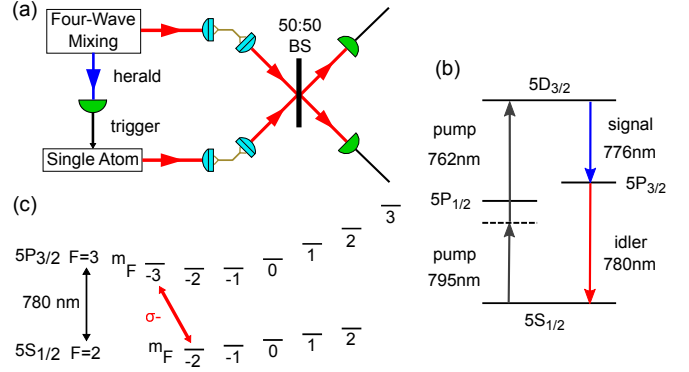 (a)
Four-Wave
Mixing
herald
trigger
Single Atom
50:50
BS
(b)
5D3/2
pump
762nm
signal
776nm
5P1/2
5P3/2
pump
795nm
idler
780nm
5S1/2
(c)
5P3/2 F=3 mF -3 -2 -1 0 1 2 3
780 nm
σ-
5S1/2 F=2 mF -2 -1 0 1 2